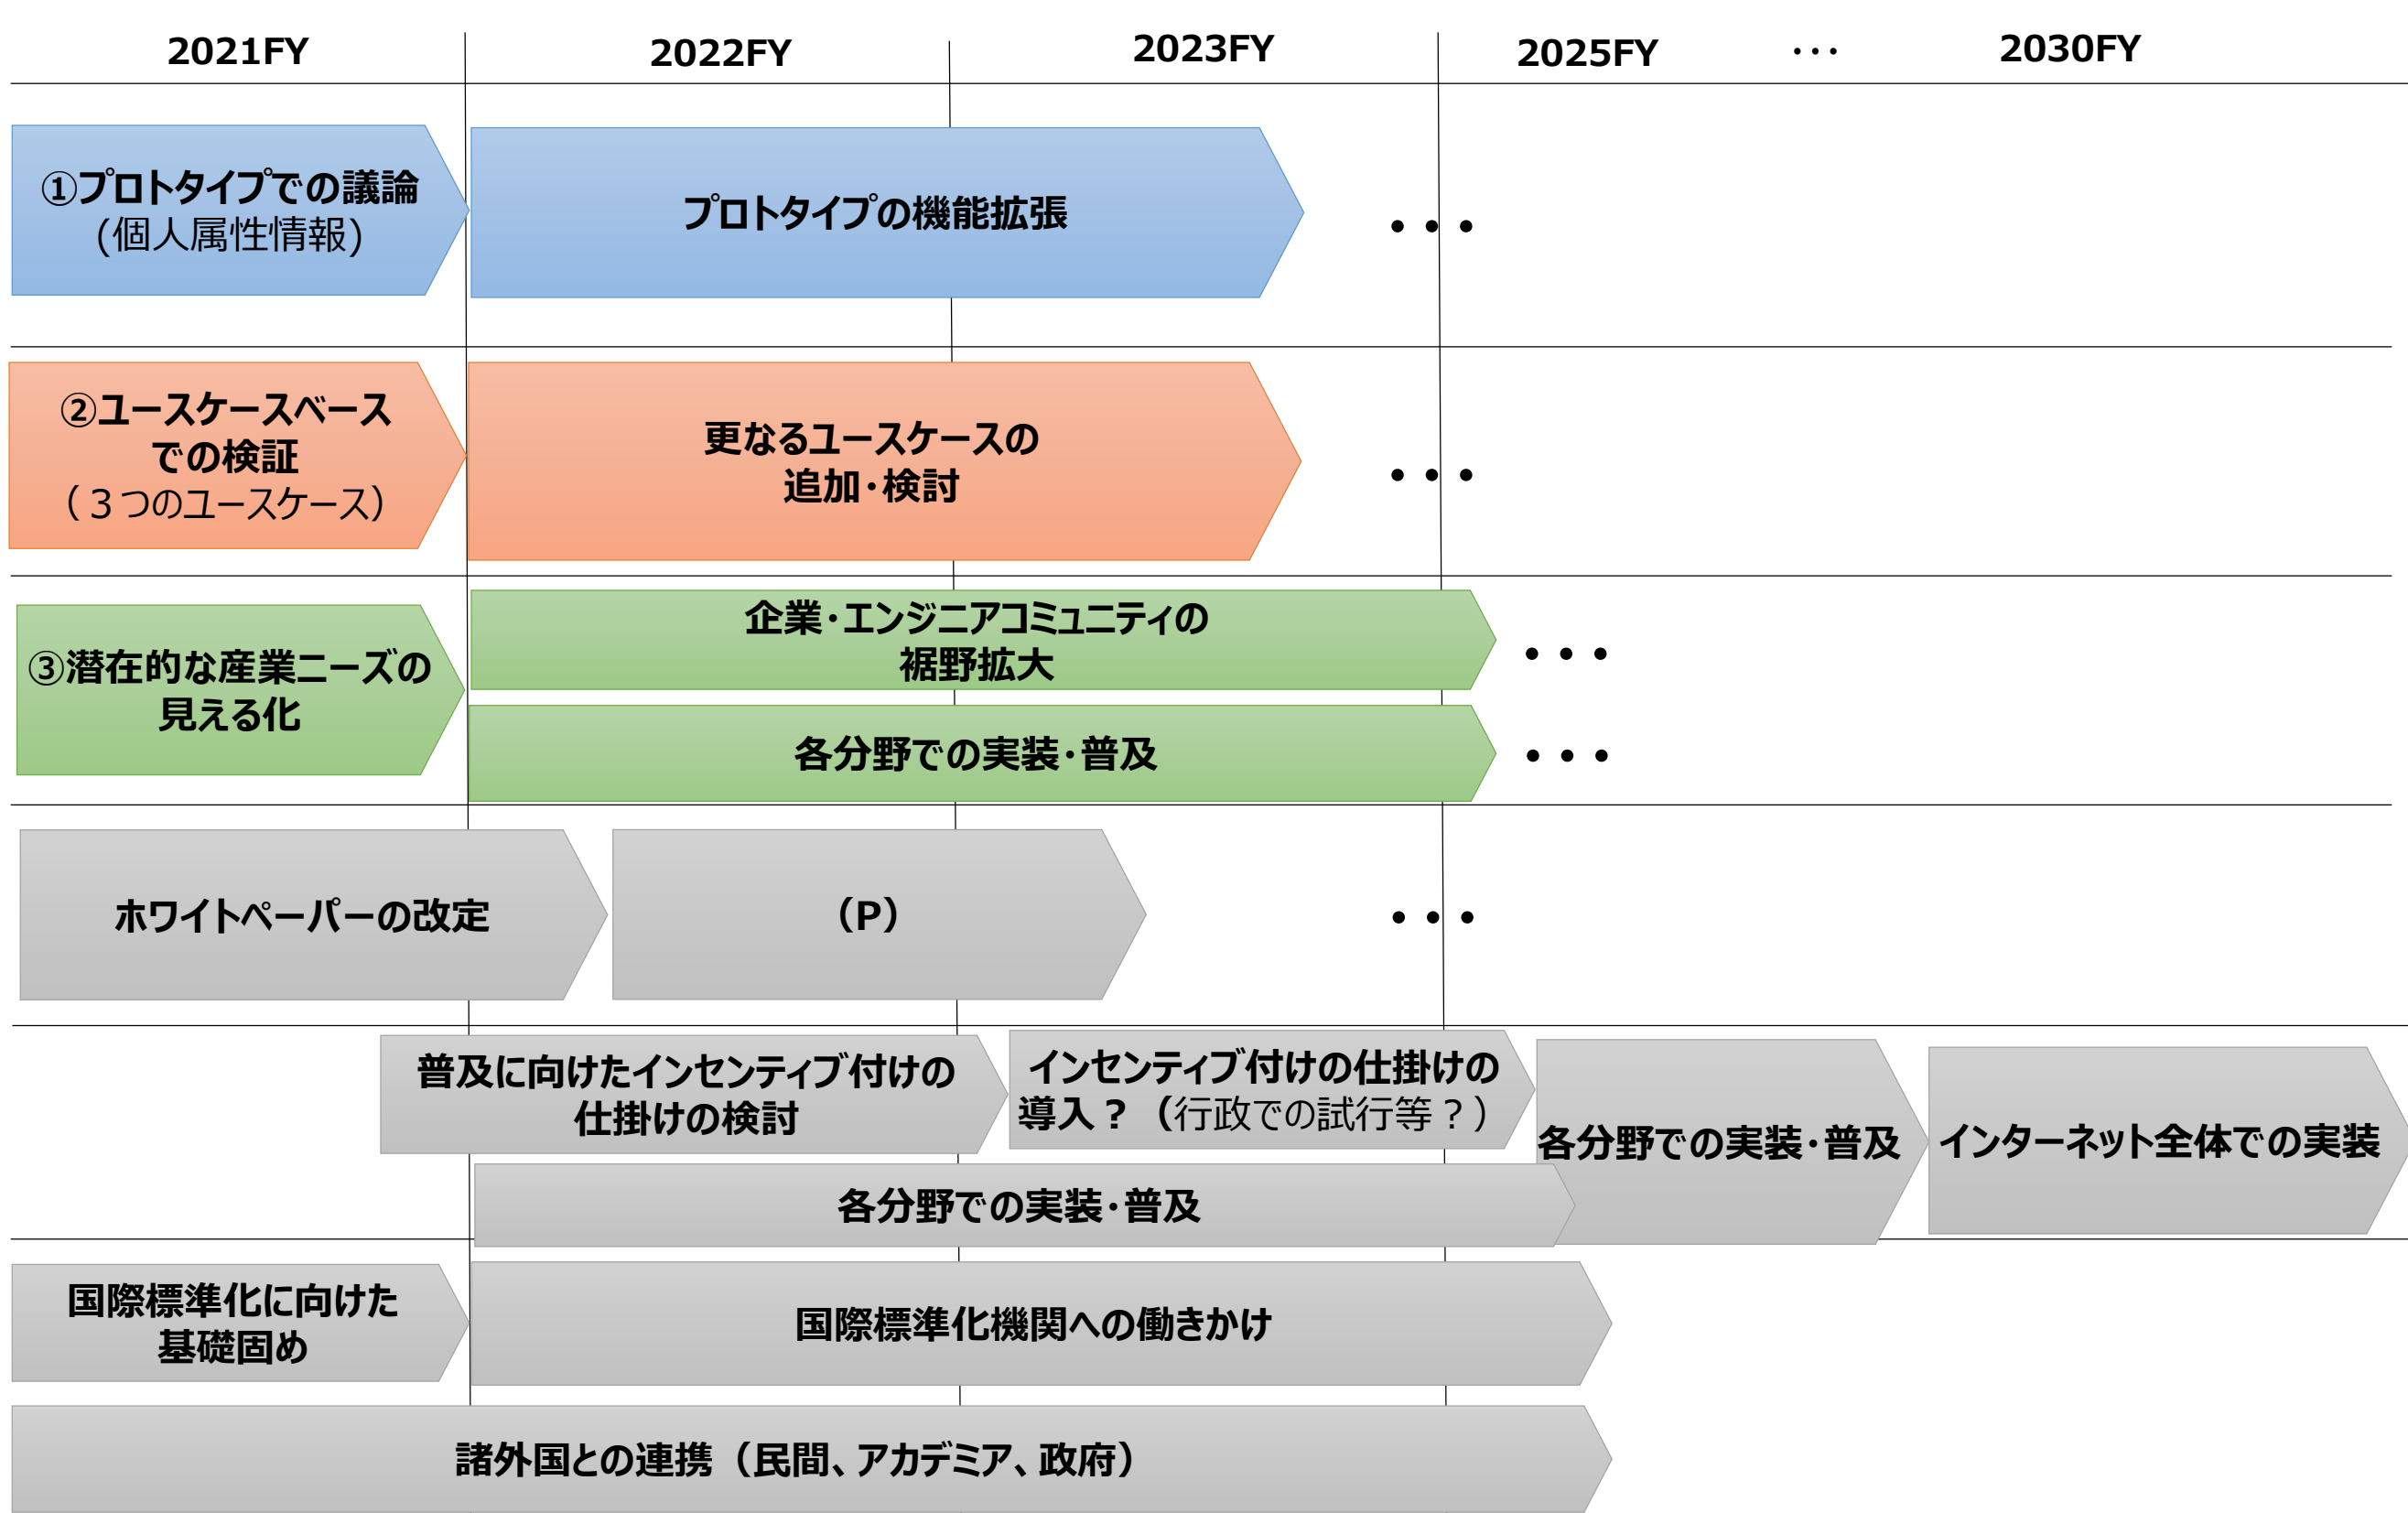 2021FY
2022FY
2023FY
2025FY
･･･
2030FY
①プロトタイプでの議論
(個人属性情報)
プロトタイプの機能拡張
･･･
②ユースケースベース
での検証
（３つのユースケース）
更なるユースケースの
追加･検討
･･･
③潜在的な産業ニーズの
見える化
企業･エンジニアコミュニティの
裾野拡大
･･･
各分野での実装･普及
･･･
ホワイトペーパーの改定
（P）
･･･
普及に向けたインセンティブ付けの
仕掛けの検討
インセンティブ付けの仕掛けの
導入？（行政での試行等？）
各分野での実装･普及
インターネット全体での実装
各分野での実装･普及
国際標準化に向けた
基礎固め
国際標準化機関への働きかけ
諸外国との連携（民間、アカデミア、政府）